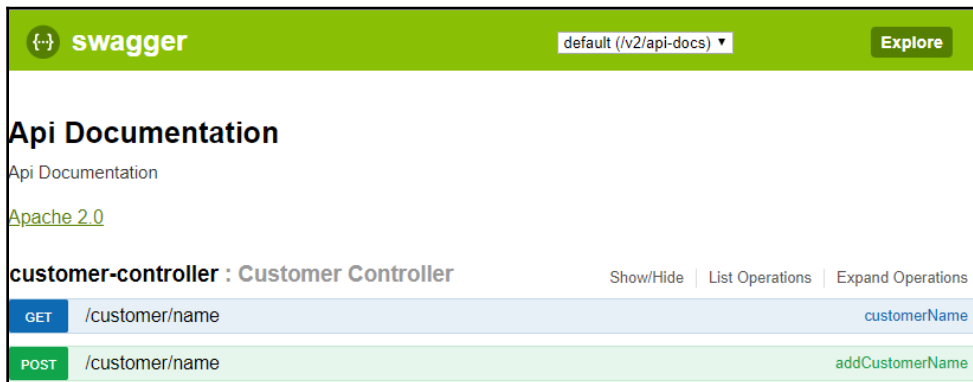 {···} swagger default (/v2/api-docs) ▼ Explore
Api Documentation
Api Documentation
Apache 2.0
customer-controller : Customer Controller Show/Hide List Operations Expand Operations
GET /customer/name customerName
POST /customer/name addCustomerName